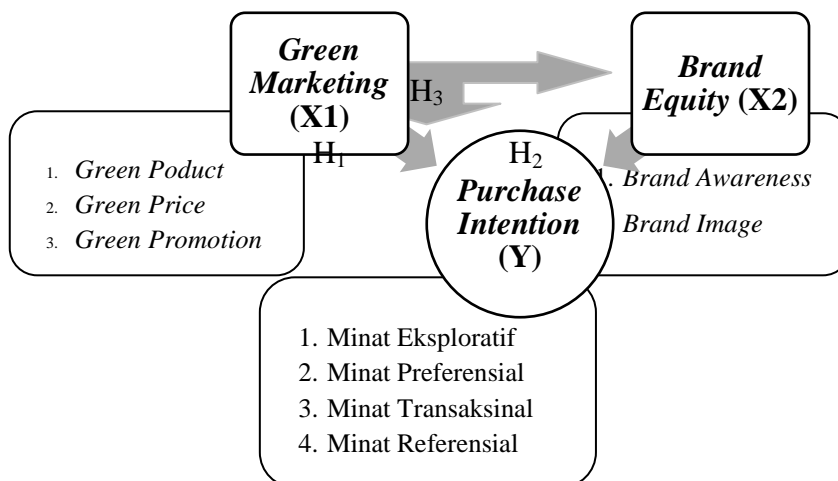 Green
Marketing
(X1)
H3
Brand
Equity (X2)
H1
H2
1. Green Poduct
2. Green Price
3. Green Promotion
Purchase
Intention
(Y)
1. Brand Awareness
Brand Image
1. Minat Eksploratif
2. Minat Preferensial
3. Minat Transaksinal
4. Minat Referensial